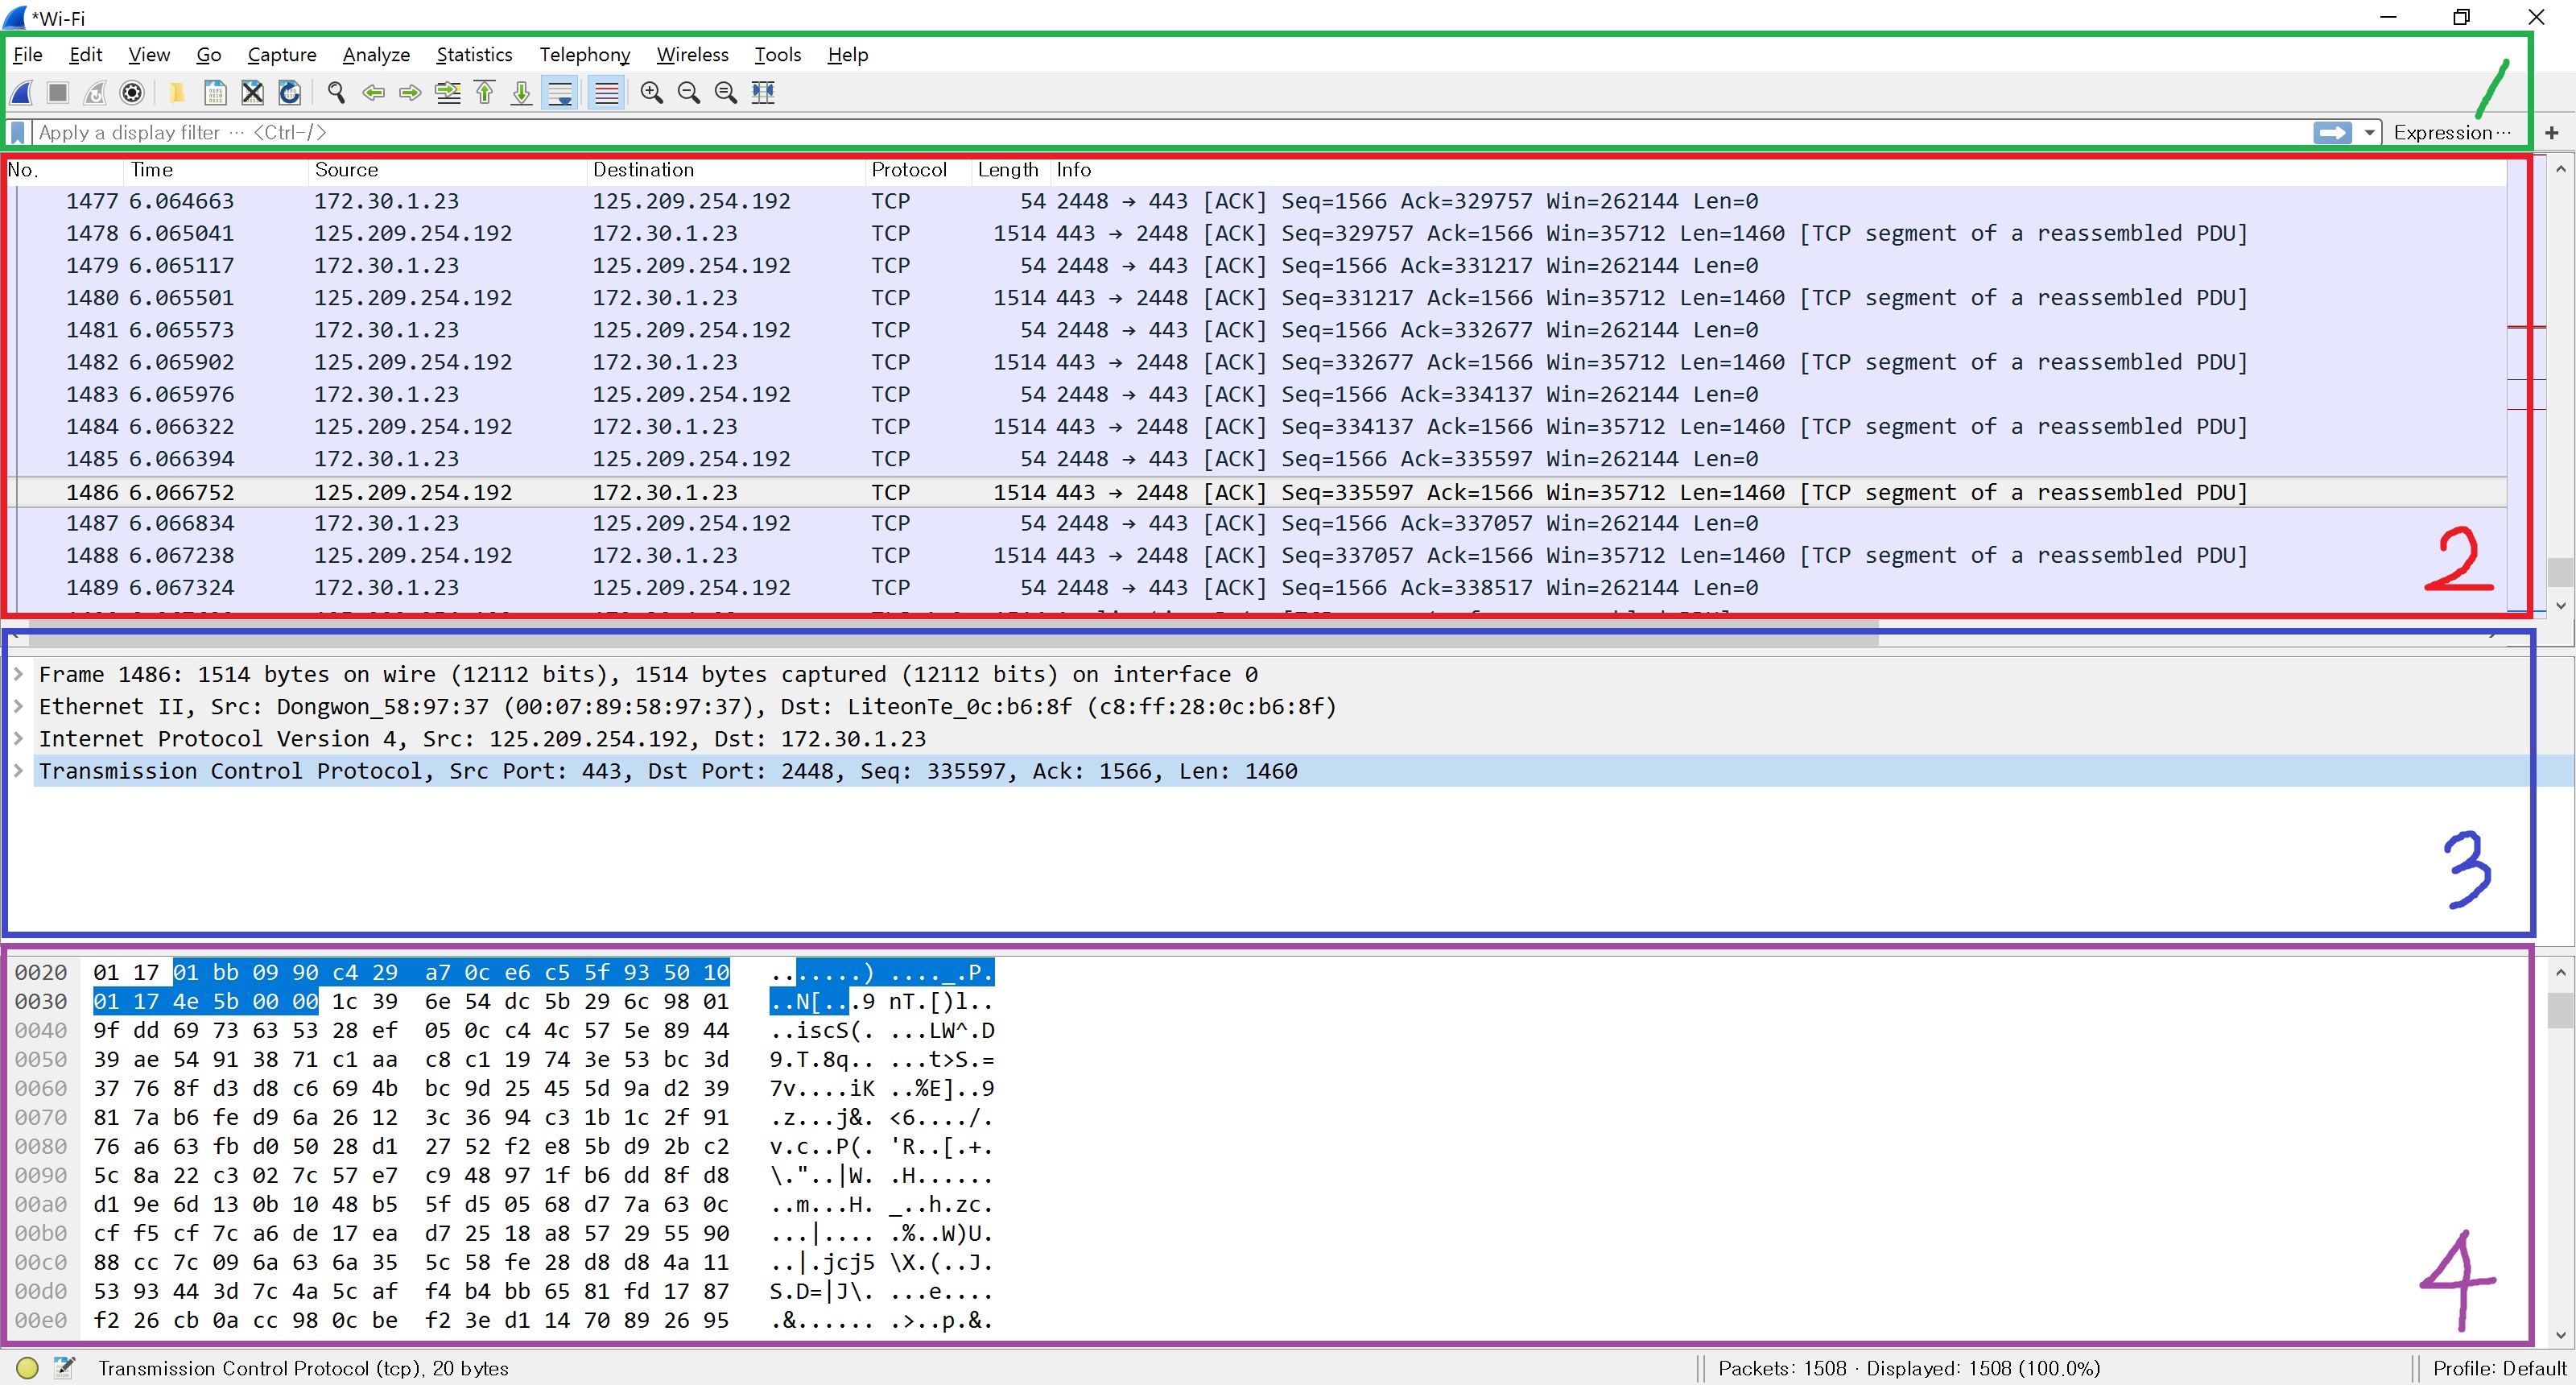 *Wi-Fi
File Edit View Go Capture Analyze Statistics Telephony Wireless Tools Help
1
Apply a display filter ··· <Ctrl-/> Expression··· +
No. Time Source Destination Protocol Length Info
1477 6.064663 172.30.1.23 125.209.254.192 TCP 54 2448 → 443 [ACK] Seq=1566 Ack=329757 Win=262144 Len=0
1478 6.065041 125.209.254.192 172.30.1.23 TCP 1514 443 → 2448 [ACK] Seq=329757 Ack=1566 Win=35712 Len=1460 [TCP segment of a reassembled PDU]
1479 6.065117 172.30.1.23 125.209.254.192 TCP 54 2448 → 443 [ACK] Seq=1566 Ack=331217 Win=262144 Len=0
1480 6.065501 125.209.254.192 172.30.1.23 TCP 1514 443 → 2448 [ACK] Seq=331217 Ack=1566 Win=35712 Len=1460 [TCP segment of a reassembled PDU]
1481 6.065573 172.30.1.23 125.209.254.192 TCP 54 2448 → 443 [ACK] Seq=1566 Ack=332677 Win=262144 Len=0
1482 6.065902 125.209.254.192 172.30.1.23 TCP 1514 443 → 2448 [ACK] Seq=332677 Ack=1566 Win=35712 Len=1460 [TCP segment of a reassembled PDU]
1483 6.065976 172.30.1.23 125.209.254.192 TCP 54 2448 → 443 [ACK] Seq=1566 Ack=334137 Win=262144 Len=0
1484 6.066322 125.209.254.192 172.30.1.23 TCP 1514 443 → 2448 [ACK] Seq=334137 Ack=1566 Win=35712 Len=1460 [TCP segment of a reassembled PDU]
1485 6.066394 172.30.1.23 125.209.254.192 TCP 54 2448 → 443 [ACK] Seq=1566 Ack=335597 Win=262144 Len=0
1486 6.066752 125.209.254.192 172.30.1.23 TCP 1514 443 → 2448 [ACK] Seq=335597 Ack=1566 Win=35712 Len=1460 [TCP segment of a reassembled PDU]
1487 6.066834 172.30.1.23 125.209.254.192 TCP 54 2448 → 443 [ACK] Seq=1566 Ack=337057 Win=262144 Len=0
1488 6.067238 125.209.254.192 172.30.1.23 TCP 1514 443 → 2448 [ACK] Seq=337057 Ack=1566 Win=35712 Len=1460 [TCP segment of a reassembled PDU]
1489 6.067324 172.30.1.23 125.209.254.192 TCP 54 2448 → 443 [ACK] Seq=1566 Ack=338517 Win=262144 Len=0
2
Frame 1486: 1514 bytes on wire (12112 bits), 1514 bytes captured (12112 bits) on interface 0
Ethernet II, Src: Dongwon_58:97:37 (00:07:89:58:97:37), Dst: LiteonTe_0c:b6:8f (c8:ff:28:0c:b6:8f)
Internet Protocol Version 4, Src: 125.209.254.192, Dst: 172.30.1.23
Transmission Control Protocol, Src Port: 443, Dst Port: 2448, Seq: 335597, Ack: 1566, Len: 1460
3
0020 01 17 01 bb 09 90 c4 29 a7 0c e6 c5 5f 93 50 10 .......) ...._.P.
0030 01 17 4e 5b 00 00 1c 39 6e 54 dc 5b 29 6c 98 01 ..N[...9 nT.[)l..
0040 9f dd 69 73 63 53 28 ef 05 0c c4 4c 57 5e 89 44 ..iscS(. ...LW^.D
0050 39 ae 54 91 38 71 c1 aa c8 c1 19 74 3e 53 bc 3d 9.T.8q.. ...t>S.=
0060 37 76 8f d3 d8 c6 69 4b bc 9d 25 45 5d 9a d2 39 7v....iK ..%E]..9
0070 81 7a b6 fe d9 6a 26 12 3c 36 94 c3 1b 1c 2f 91 .z...j&. <6..../.
0080 76 a6 63 fb d0 50 28 d1 27 52 f2 e8 5b d9 2b c2 v.c..P(. 'R..[.+.
0090 5c 8a 22 c3 02 7c 57 e7 c9 48 97 1f b6 dd 8f d8 \."..|W. .H......
00a0 d1 9e 6d 13 0b 10 48 b5 5f d5 05 68 d7 7a 63 0c ..m...H. _..h.zc.
00b0 cf f5 cf 7c a6 de 17 ea d7 25 18 a8 57 29 55 90 ...|.... .%..W)U.
00c0 88 cc 7c 09 6a 63 6a 35 5c 58 fe 28 d8 d8 4a 11 ..|.jcj5 \X.(..J.
00d0 53 93 44 3d 7c 4a 5c af f4 b4 bb 65 81 fd 17 87 S.D=|J\. ...e....
00e0 f2 26 cb 0a cc 98 0c be f2 3e d1 14 70 89 26 95 .&...... .>..p.&.
4
Transmission Control Protocol (tcp), 20 bytes Packets: 1508 · Displayed: 1508 (100.0%) Profile: Default